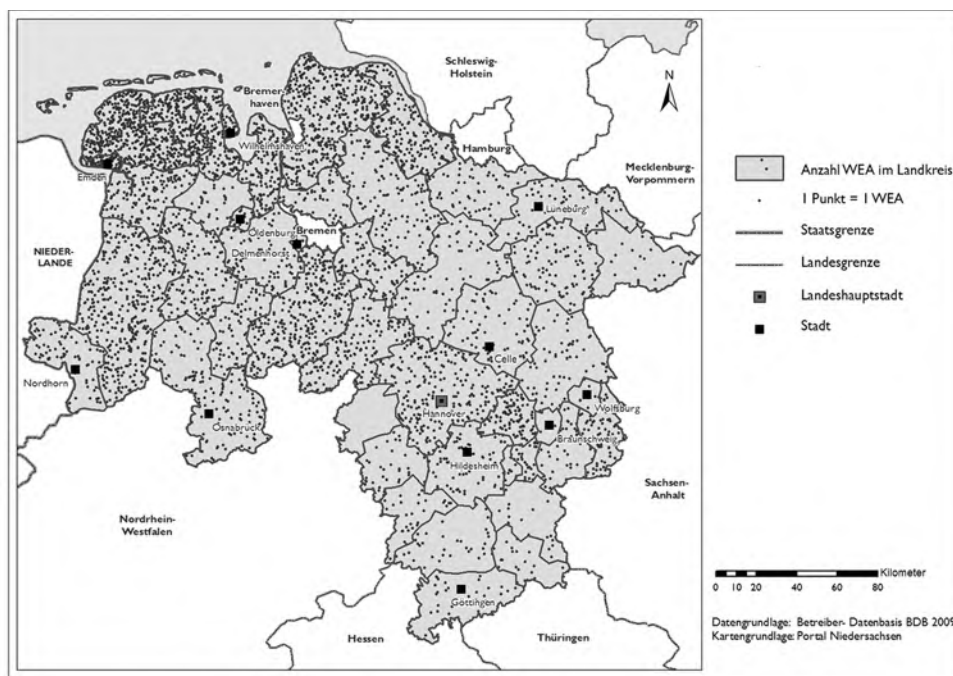 Schleswig-
Holstein
N
Bremer-
haven
Wilhelmshaven
Hamburg
Mecklenburg-
Vorpommern
Emden
Lüneburg
Oldenburg
Bremen
Delmenhorst
NIEDER-
LANDE
Celle
Nordhorn
Hannover
Wolfsburg
Osnabrück
Braunschweig
Hildesheim
Sachsen-
Anhalt
Nordrhein-
Westfalen
Göttingen
Hessen
Thüringen
Anzahl WEA im Landkreis
1 Punkt = 1 WEA
Staatsgrenze
Landesgrenze
Landeshauptstadt
Stadt
Kilometer
0 10 20 40 60 80
Datengrundlage: Betreiber- Datenbasis BDB 2009
Kartengrundlage: Portal Niedersachsen